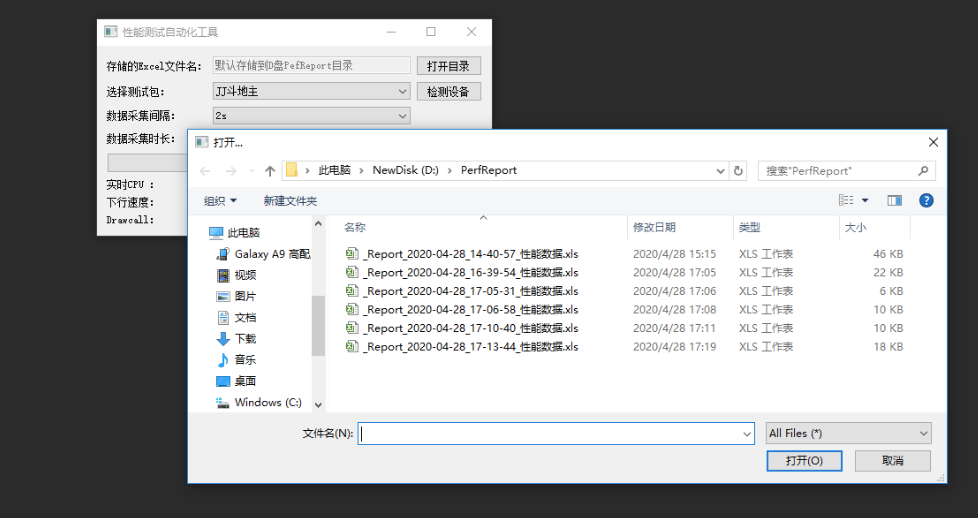 性能测试自动化工具
存储的Excel文件名: 默认存储到D盘PefReport目录 打开目录
选择测试包: JJ斗地主 检测设备
数据采集间隔: 2s
数据采集时长:
实时CPU :
下行速度:
Drawcall:
打开...
此电脑 › NewDisk (D:) › PerfReport 搜索"PerfReport"
组织 新建文件夹
此电脑
Galaxy A9 高配
视频
图片
文档
下载
音乐
桌面
Windows (C:)
名称 修改日期 类型 大小
_Report_2020-04-28_14-40-57_性能数据.xls 2020/4/28 15:15 XLS 工作表 46 KB
_Report_2020-04-28_16-39-54_性能数据.xls 2020/4/28 17:05 XLS 工作表 22 KB
_Report_2020-04-28_17-05-31_性能数据.xls 2020/4/28 17:06 XLS 工作表 6 KB
_Report_2020-04-28_17-06-58_性能数据.xls 2020/4/28 17:08 XLS 工作表 10 KB
_Report_2020-04-28_17-10-40_性能数据.xls 2020/4/28 17:11 XLS 工作表 10 KB
_Report_2020-04-28_17-13-44_性能数据.xls 2020/4/28 17:19 XLS 工作表 18 KB
文件名(N): All Files (*)
打开(O) 取消